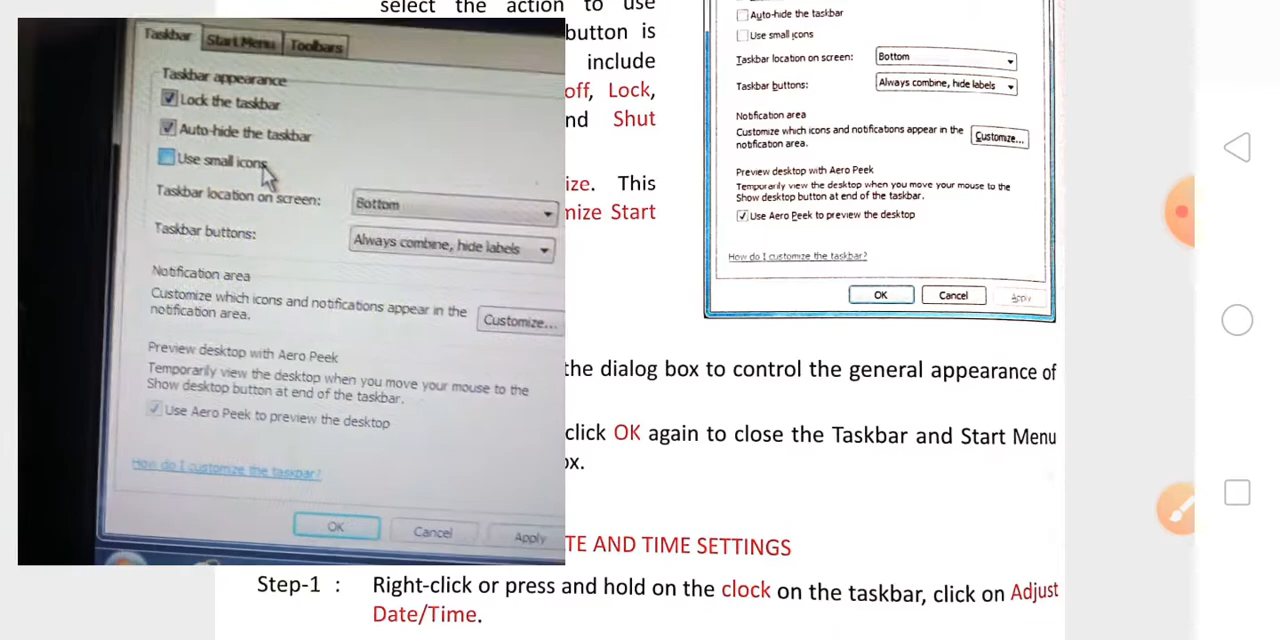 select the action to use
button is
include
off, Lock,
nd Shut
ize. This
mize Start
Taskbar
Start Menu
Toolbars
Taskbar appearance
Lock the taskbar
Auto-hide the taskbar
Use small icons
Taskbar location on screen:
Bottom
Taskbar buttons:
Always combine, hide labels
Notification area
Customize which icons and notifications appear in the
notification area.
Customize...
Preview desktop with Aero Peek
Temporarily view the desktop when you move your mouse to the
Show desktop button at end of the taskbar.
Use Aero Peek to preview the desktop
How do I customize the taskbar?
OK
Cancel
Apply
Auto-hide the taskbar
Use small icons
Taskbar location on screen:
Bottom
Taskbar buttons:
Always combine, hide labels
Notification area
Customize which icons and notifications appear in the
notification area.
Customize...
Preview desktop with Aero Peek
Temporarily view the desktop when you move your mouse to the
Show desktop button at end of the taskbar.
Use Aero Peek to preview the desktop
How do I customize the taskbar?
OK
Cancel
Apply
the dialog box to control the general appearance of
click OK again to close the Taskbar and Start Menu
ox.
TE AND TIME SETTINGS
Step-1 : Right-click or press and hold on the clock on the taskbar, click on Adjust
Date/Time.